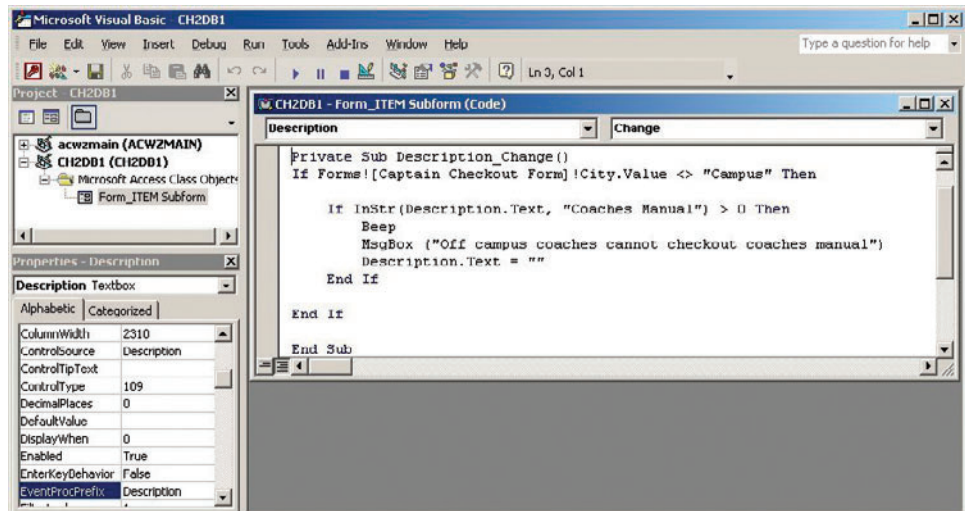 Microsoft Visual Basic - CH2DB1
File Edit View Insert Debug Run Tools Add-Ins Window Help
Type a question for help
Ln 3, Col 1
Project - CH2DB1
acwzmain (ACWZMAIN)
CH2DB1 (CH2DB1)
Microsoft Access Class Objects
Form_ITEM Subform
Properties - Description
Description Textbox
Alphabetic Categorized
ColumnWidth 2310
ControlSource Description
ControlTipText
ControlType 109
DecimalPlaces 0
DefaultValue
DisplayWhen 0
Enabled True
EnterKeyBehavior False
EventProcPrefix Description
CH2DB1 - Form_ITEM Subform (Code)
Description Change
Private Sub Description_Change()
If Forms![Captain Checkout Form]!City.Value <> "Campus" Then
If InStr(Description.Text, "Coaches Manual") > 0 Then
Beep
MsgBox ("Off campus coaches cannot checkout coaches manual")
Description.Text = ""
End If
End If
End Sub